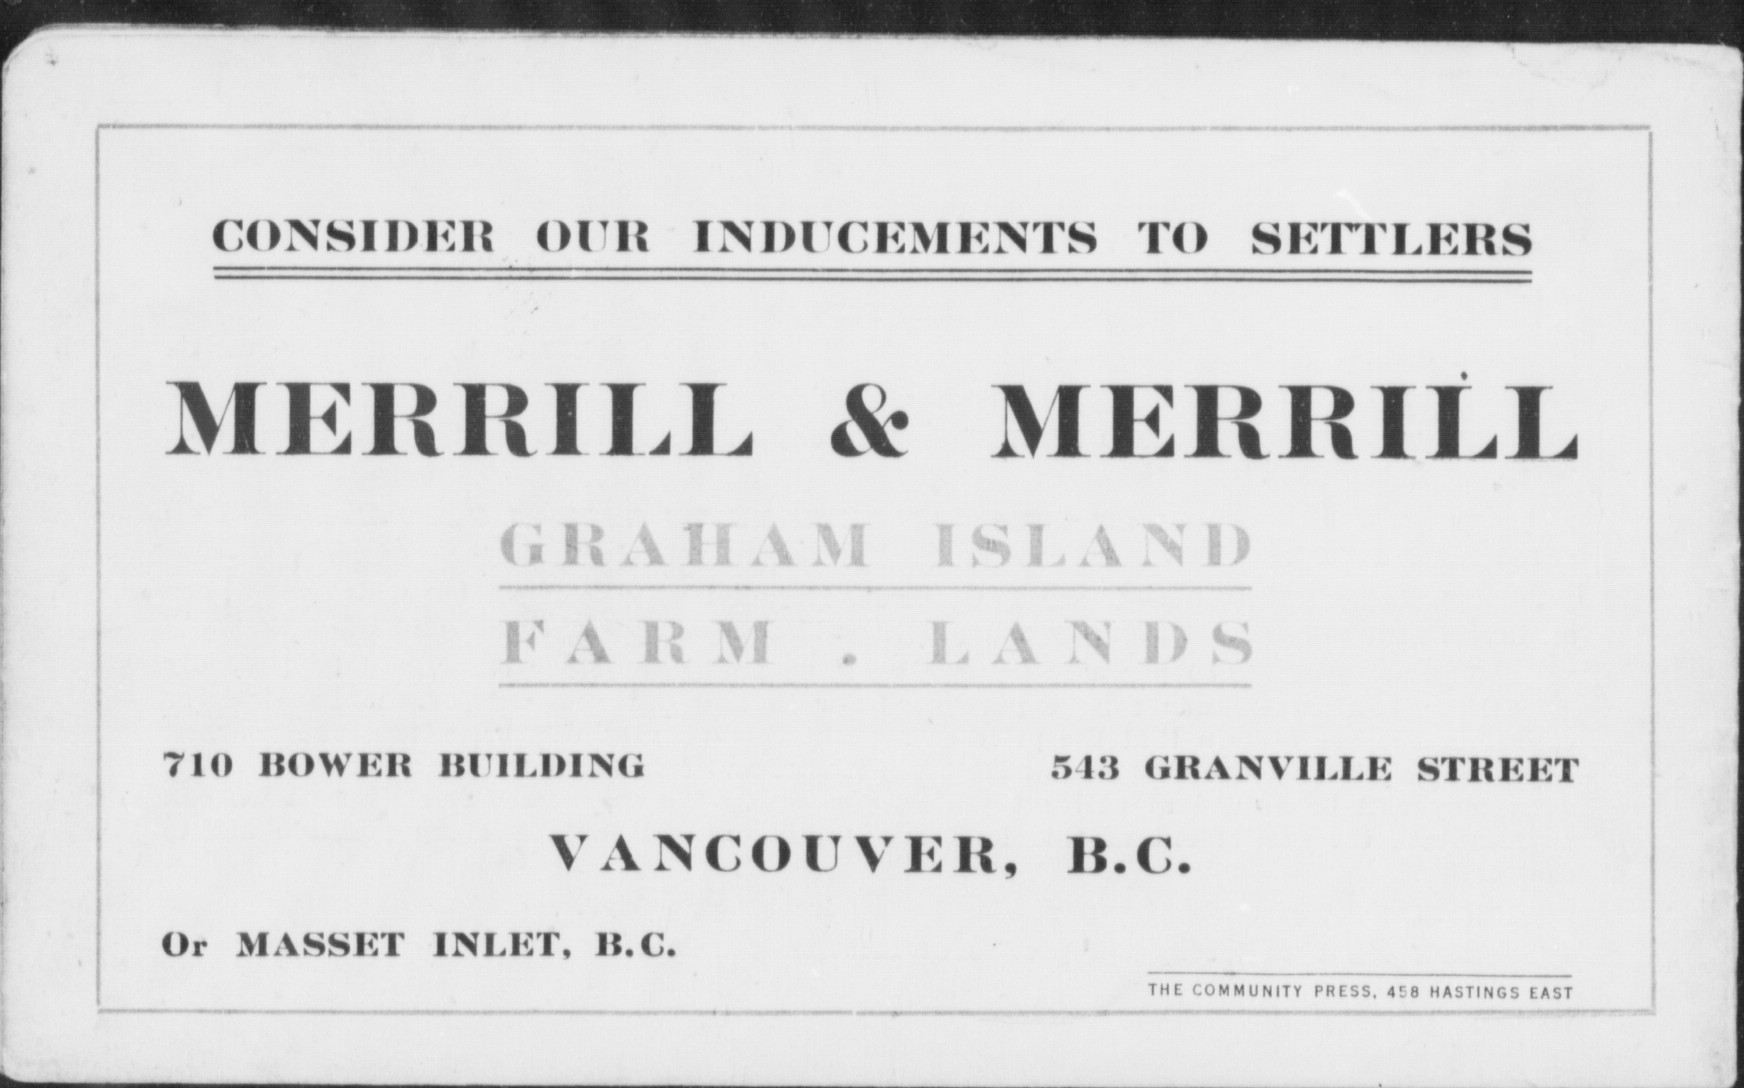 CONSIDER OUR INDUCEMENTS TO SETTLERS
MERRILL & MERRILL
GRAHAM ISLAND
FARM . LANDS
710 BOWER BUILDING 543 GRANVILLE STREET
VANCOUVER, B.C.
Or MASSET INLET, B.C.
THE COMMUNITY PRESS, 458 HASTINGS EAST